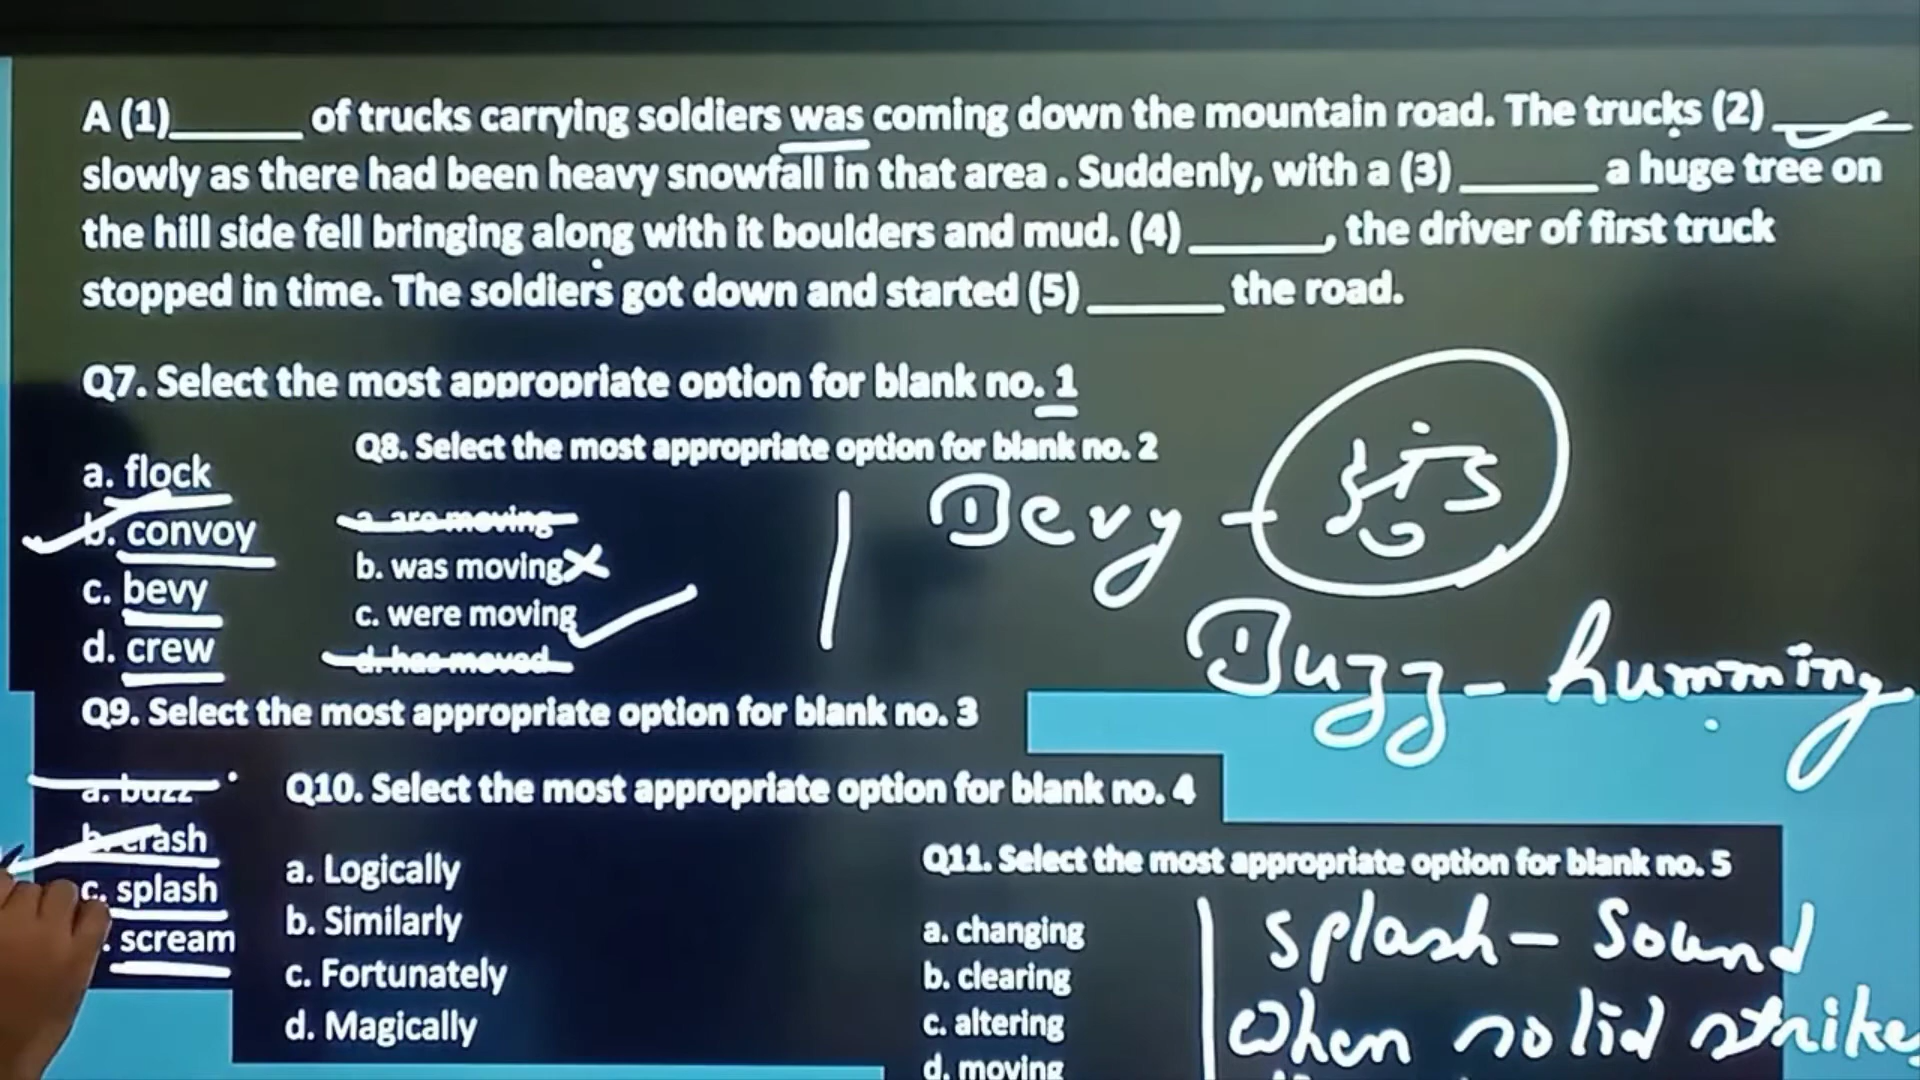 A (1)______ of trucks carrying soldiers was coming down the mountain road. The trucks (2) ______
slowly as there had been heavy snowfall in that area . Suddenly, with a (3) ______ a huge tree on
the hill side fell bringing along with it boulders and mud. (4) ______, the driver of first truck
stopped in time. The soldiers got down and started (5) ______ the road.
Q7. Select the most appropriate option for blank no. 1
a. flock
b. convoy
c. bevy
d. crew
Q8. Select the most appropriate option for blank no. 2
a. are moving
b. was moving
c. were moving
d. has moved
Bevy -
Buzz - humming
Q9. Select the most appropriate option for blank no. 3
a. buzz
b. crash
c. splash
. scream
Q10. Select the most appropriate option for blank no. 4
a. Logically
b. Similarly
c. Fortunately
d. Magically
Q11. Select the most appropriate option for blank no. 5
a. changing
b. clearing
c. altering
d. moving
splash - Sound
when solid strikes